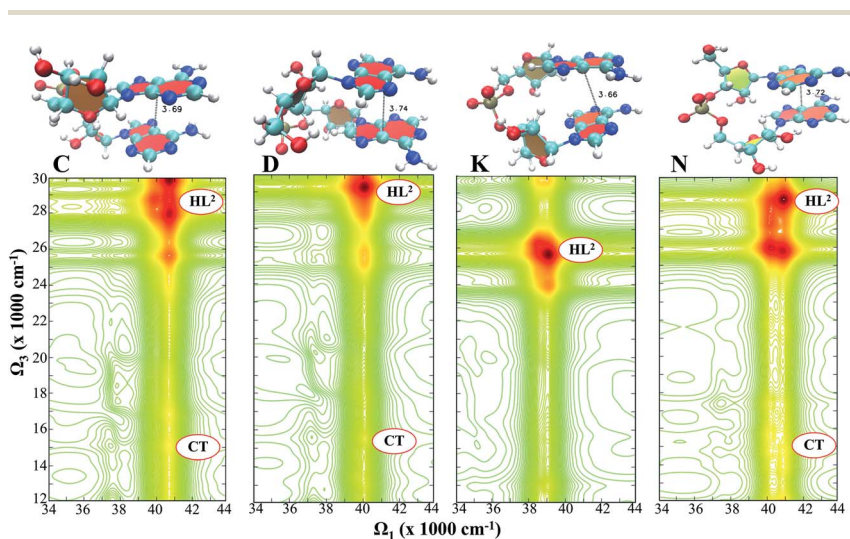 3.69
3.74
3.66
3.72
C
D
K
N
HL²
HL²
HL²
HL²
CT
CT
CT
30
28
26
24
22
20
18
16
14
12
Ω₃ (x 1000 cm⁻¹)
34 36 38 40 42 44
34 36 38 40 42 44
34 36 38 40 42 44
34 36 38 40 42 44
Ω₁ (x 1000 cm⁻¹)